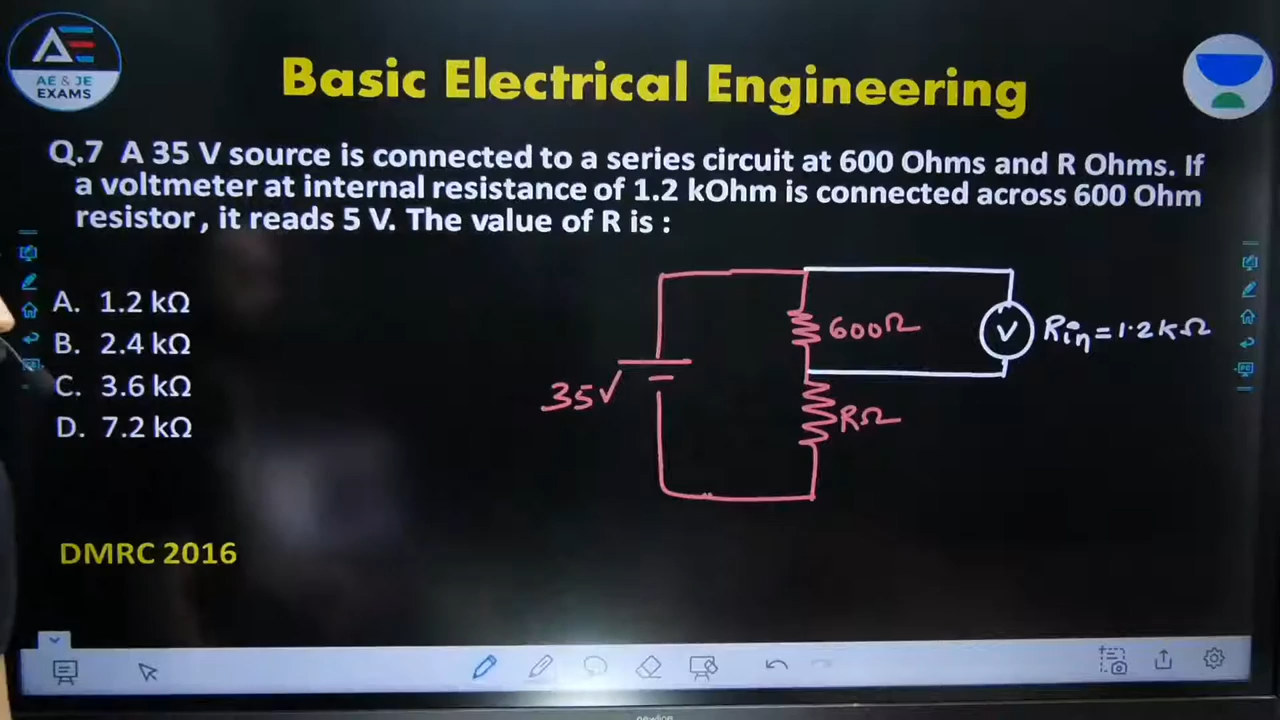 AE
AE & JE
EXAMS
Basic Electrical Engineering
Q.7 A 35 V source is connected to a series circuit at 600 Ohms and R Ohms. If
a voltmeter at internal resistance of 1.2 kOhm is connected across 600 Ohm
resistor, it reads 5 V. The value of R is :
A. 1.2 kΩ
B. 2.4 kΩ
C. 3.6 kΩ
D. 7.2 kΩ
35V
600Ω
RΩ
V
Rin=1.2kΩ
DMRC 2016
newline